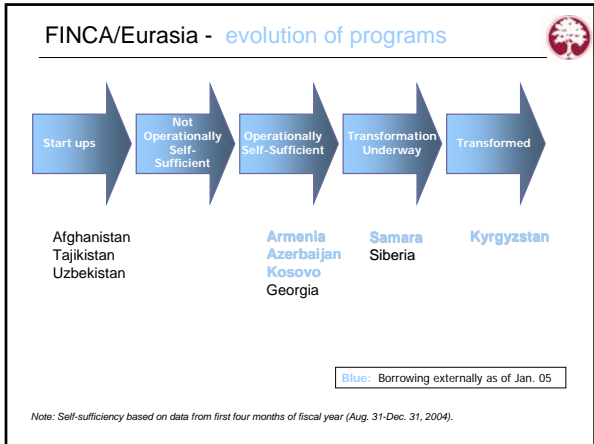 FINCA/Eurasia - evolution of programs
Start ups
Not
Operationally
Self-
Sufficient
Operationally
Self-Sufficient
Transformation
Underway
Transformed
Afghanistan
Tajikistan
Uzbekistan
Armenia
Azerbaijan
Kosovo
Georgia
Samara
Siberia
Kyrgyzstan
Blue: Borrowing externally as of Jan. 05
Note: Self-sufficiency based on data from first four months of fiscal year (Aug. 31-Dec. 31, 2004).